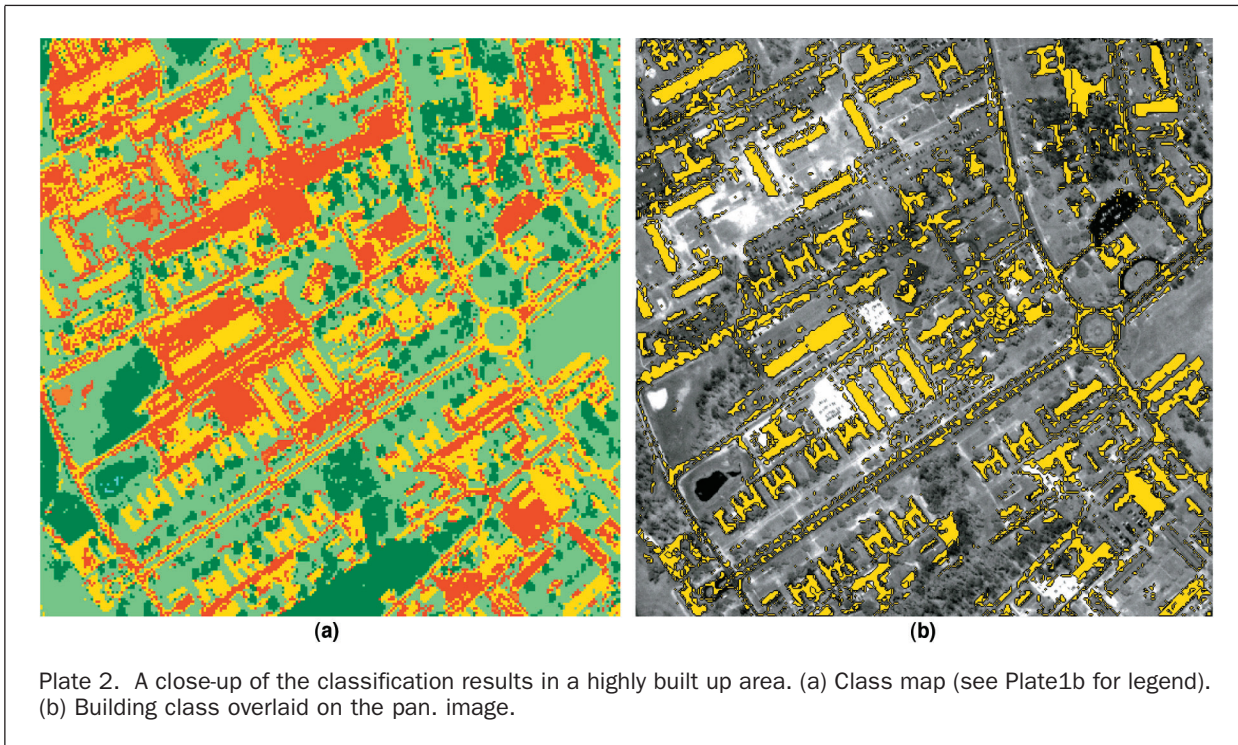 (a)
(b)
Plate 2. A close-up of the classification results in a highly built up area. (a) Class map (see Plate1b for legend).
(b) Building class overlaid on the pan. image.